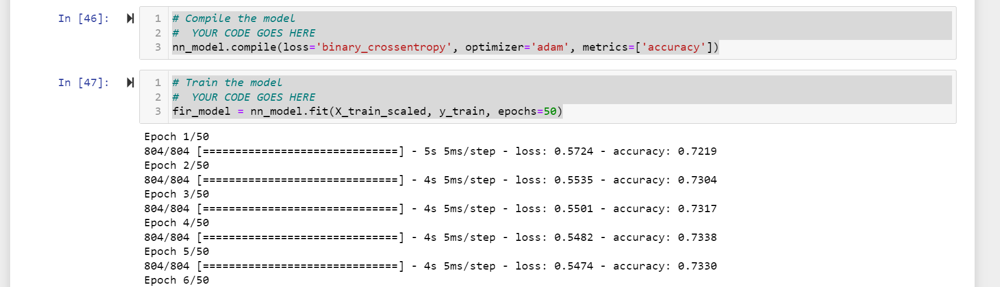 In [46]:
1 # Compile the model
2 #  YOUR CODE GOES HERE
3 nn_model.compile(loss='binary_crossentropy', optimizer='adam', metrics=['accuracy'])
In [47]:
1 # Train the model
2 #  YOUR CODE GOES HERE
3 fir_model = nn_model.fit(X_train_scaled, y_train, epochs=50)
Epoch 1/50
804/804 [==============================] - 5s 5ms/step - loss: 0.5724 - accuracy: 0.7219
Epoch 2/50
804/804 [==============================] - 4s 5ms/step - loss: 0.5535 - accuracy: 0.7304
Epoch 3/50
804/804 [==============================] - 4s 5ms/step - loss: 0.5501 - accuracy: 0.7317
Epoch 4/50
804/804 [==============================] - 4s 5ms/step - loss: 0.5482 - accuracy: 0.7338
Epoch 5/50
804/804 [==============================] - 4s 5ms/step - loss: 0.5474 - accuracy: 0.7330
Epoch 6/50